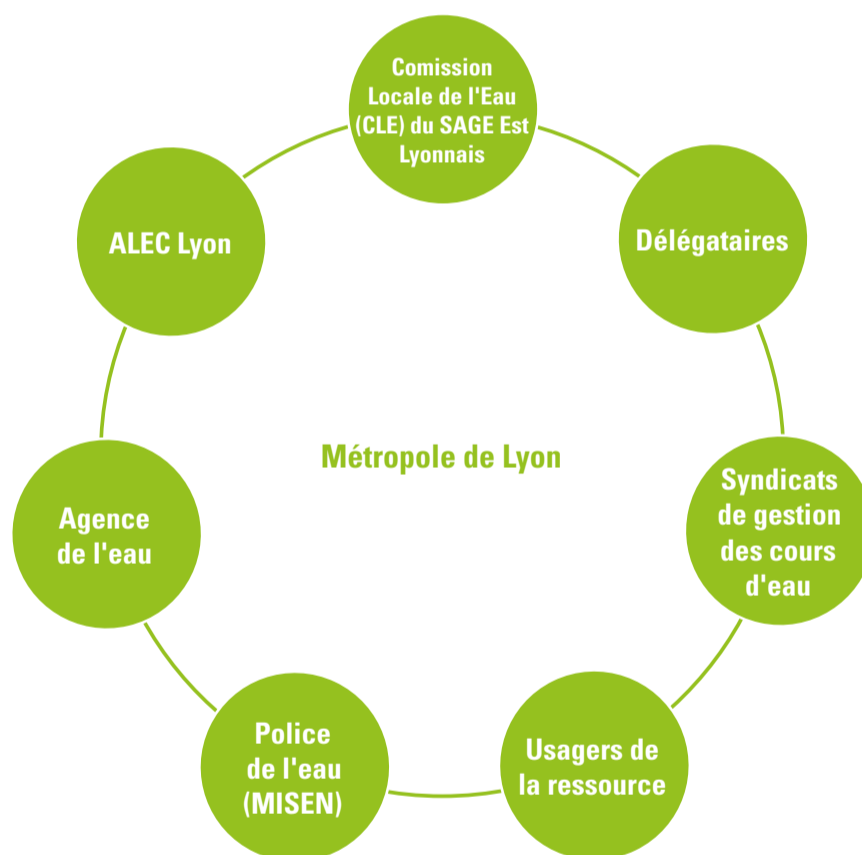 Comission
Locale de l'Eau
(CLE) du SAGE Est
Lyonnais
Délégataires
Syndicats
de gestion
des cours
d'eau
Usagers de
la ressource
Police
de l'eau
(MISEN)
Agence
de l'eau
ALEC Lyon
Métropole de Lyon